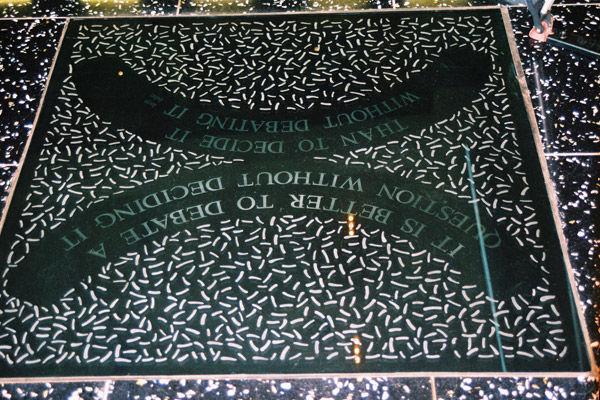 IT IS BETTER TO DEBATE A
QUESTION WITHOUT DECIDING IT
THAN TO DECIDE IT
WITHOUT DEBATING IT =